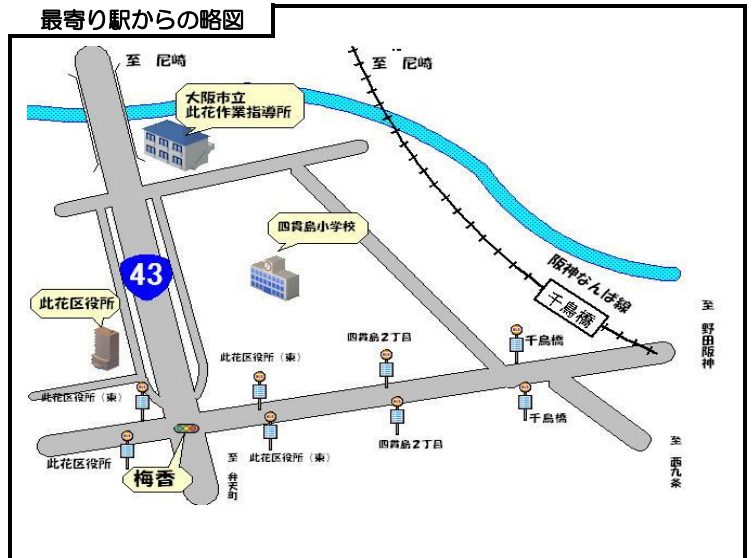 最寄り駅からの略図
至 尼崎
至 尼崎
大阪市立
此花作業指導所
四貫島小学校
43
阪神なんば線
千鳥橋
此花区役所
至 野田阪神
千鳥橋
四貫島2丁目
此花区役所(東)
此花区役所(東)
千鳥橋
四貫島2丁目
此花区役所(東)
此花区役所
梅香
至 弁天町
至 西九条